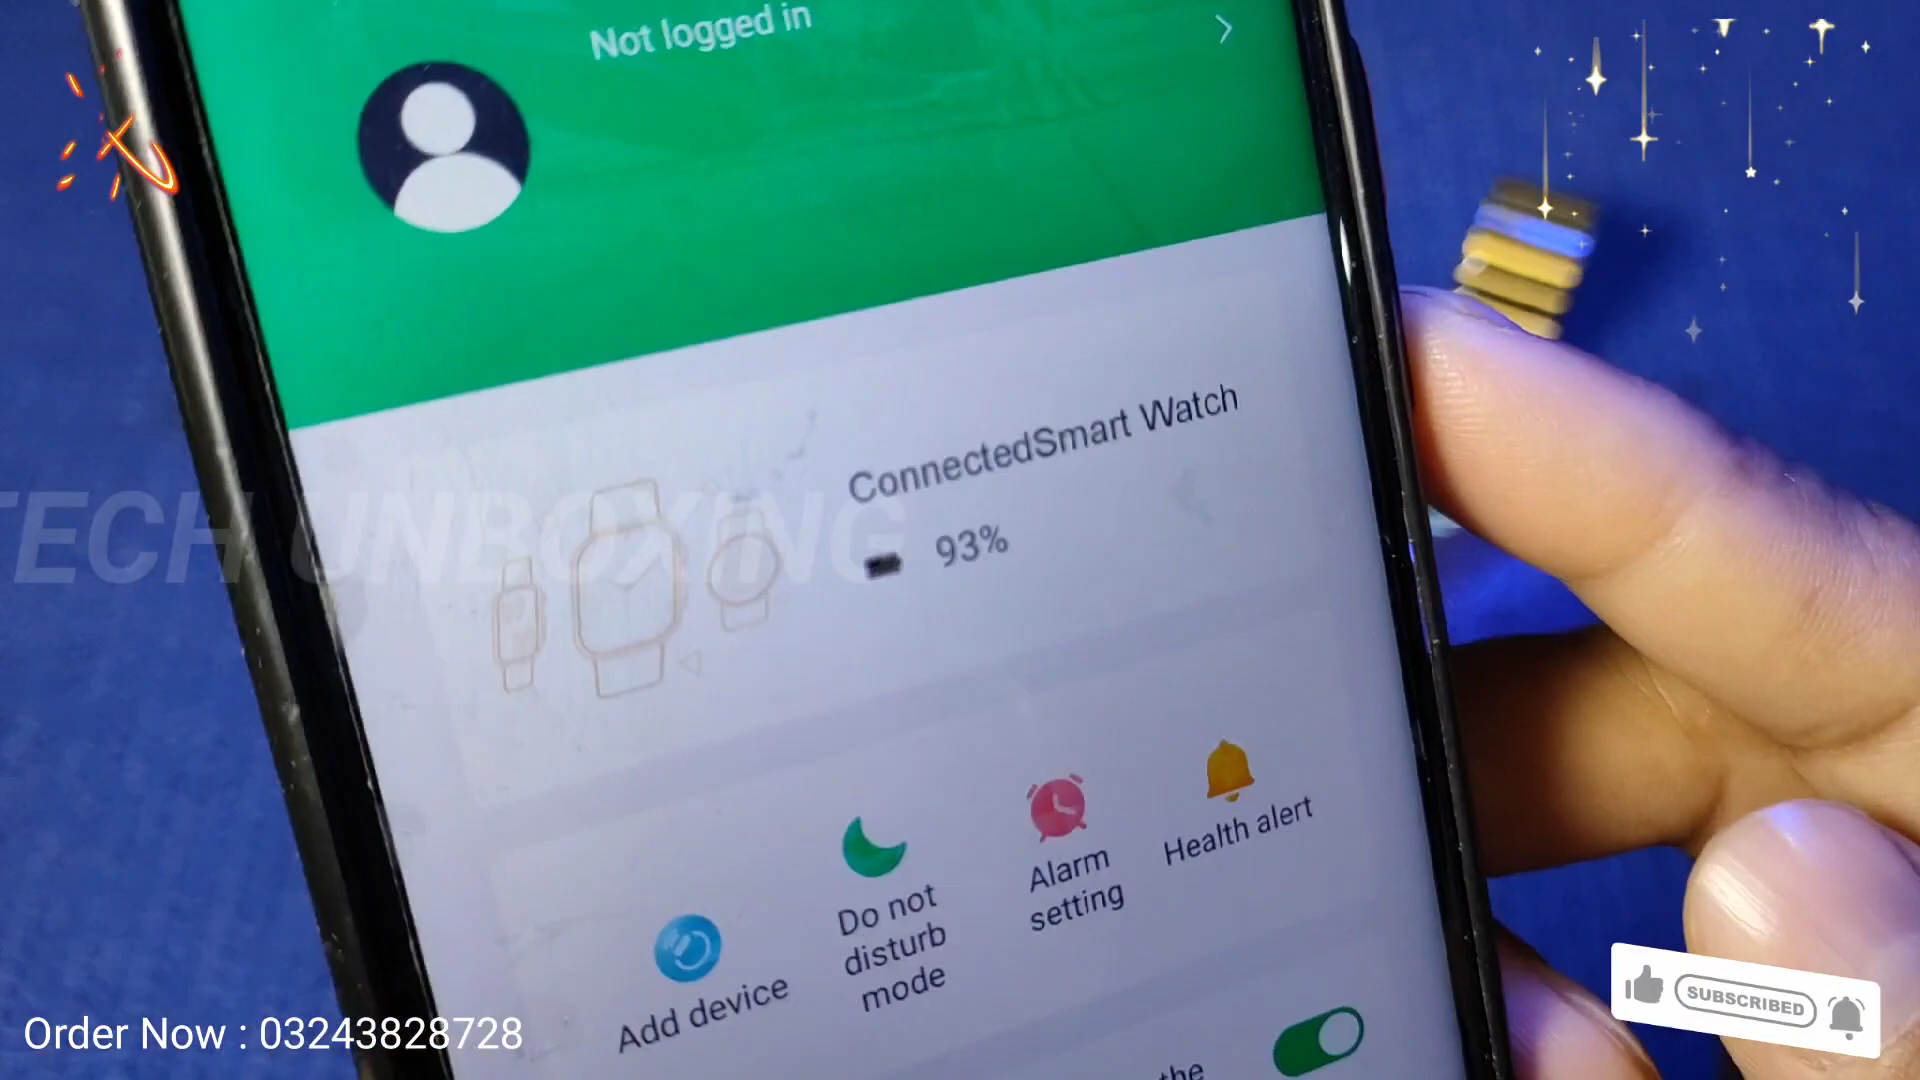 Not logged in
TECH UNBOXING
ConnectedSmart Watch
93%
Health alert
Alarm
setting
Do not
disturb
mode
Add device
the
Order Now : 03243828728
SUBSCRIBED